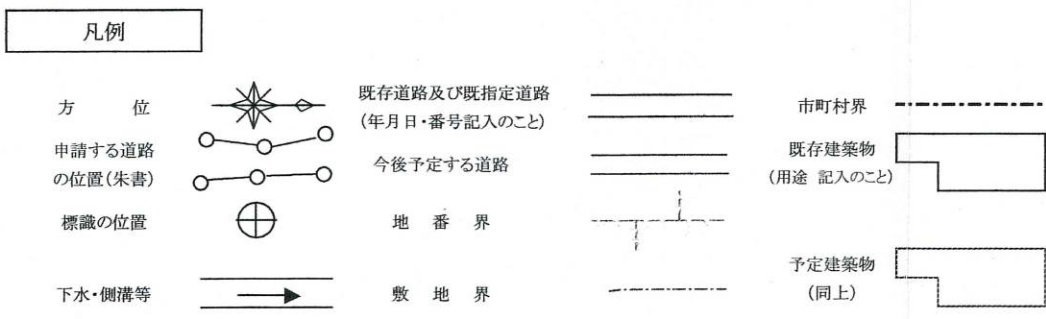 凡例
方 位
既存道路及び既指定道路
(年月日・番号記入のこと)
市町村界
申請する道路
の位置(朱書)
今後予定する道路
既存建築物
(用途 記入のこと)
標識の位置
地 番 界
予定建築物
(同上)
下水・側溝等
敷 地 界